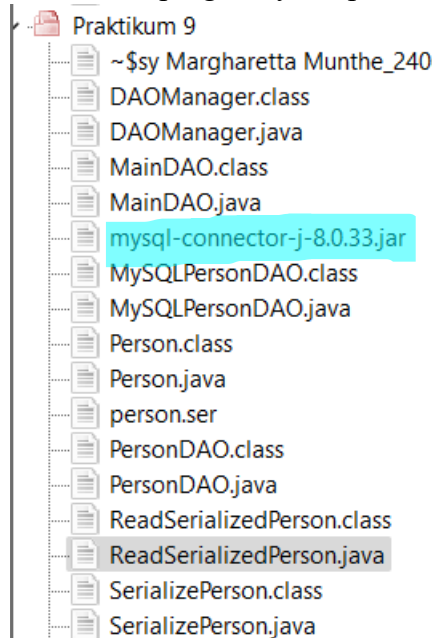 Praktikum 9
~$sy Margharetta Munthe_240
DAOManager.class
DAOManager.java
MainDAO.class
MainDAO.java
mysql-connector-j-8.0.33.jar
MySQLPersonDAO.class
MySQLPersonDAO.java
Person.class
Person.java
person.ser
PersonDAO.class
PersonDAO.java
ReadSerializedPerson.class
ReadSerializedPerson.java
SerializePerson.class
SerializePerson.java